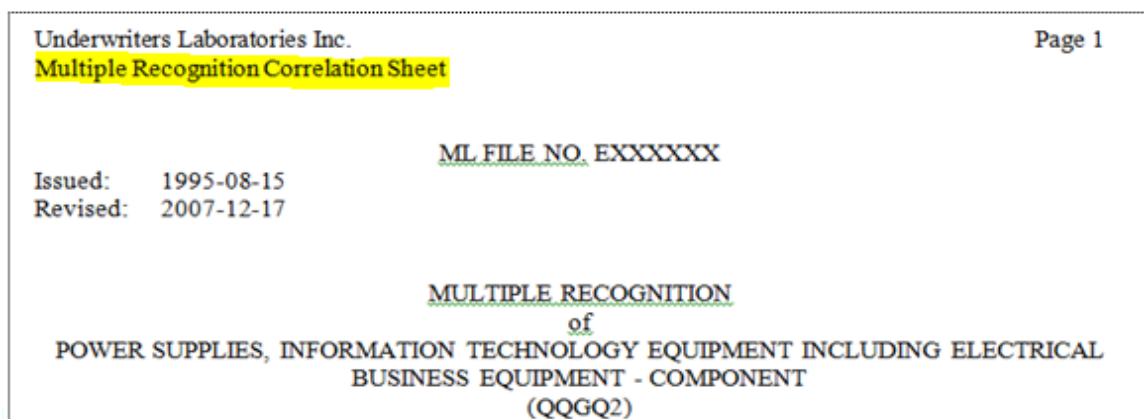 Underwriters Laboratories Inc. Page 1
Multiple Recognition Correlation Sheet
ML FILE NO. EXXXXXX
Issued: 1995-08-15
Revised: 2007-12-17
MULTIPLE RECOGNITION
of
POWER SUPPLIES, INFORMATION TECHNOLOGY EQUIPMENT INCLUDING ELECTRICAL
BUSINESS EQUIPMENT - COMPONENT
(QQGQ2)